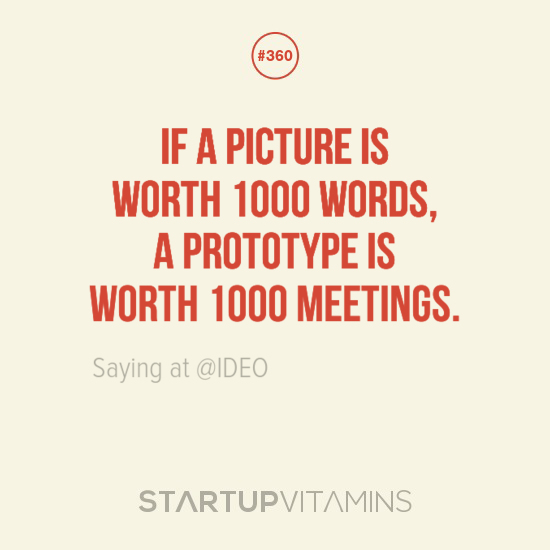 #360
IF A PICTURE IS
WORTH 1000 WORDS,
A PROTOTYPE IS
WORTH 1000 MEETINGS.
Saying at @IDEO
STARTUPVITAMINS